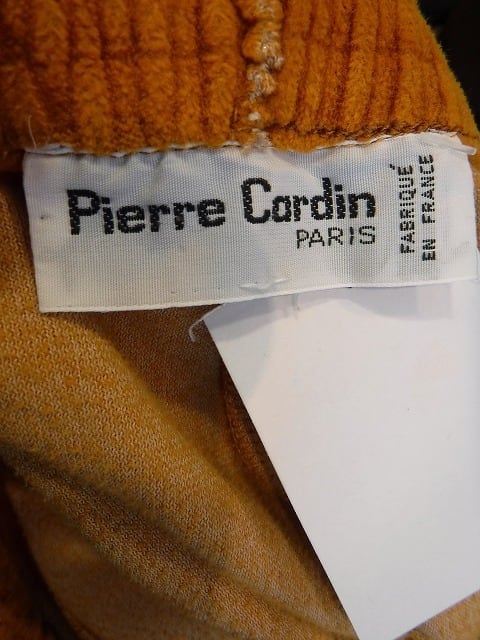 Pierre Cardin
PARIS
FABRIQUÉ
EN FRANCE